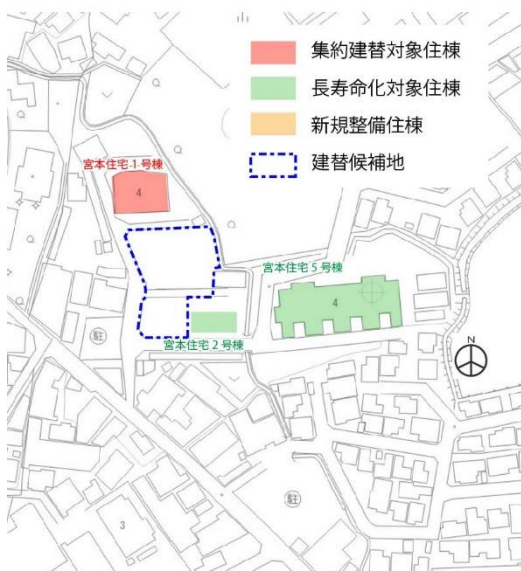 集約建替対象住棟
長寿命化対象住棟
新規整備住棟
建替候補地
宮本住宅1号棟
4
宮本住宅5号棟
4
宮本住宅2号棟
駐
N
駐
3